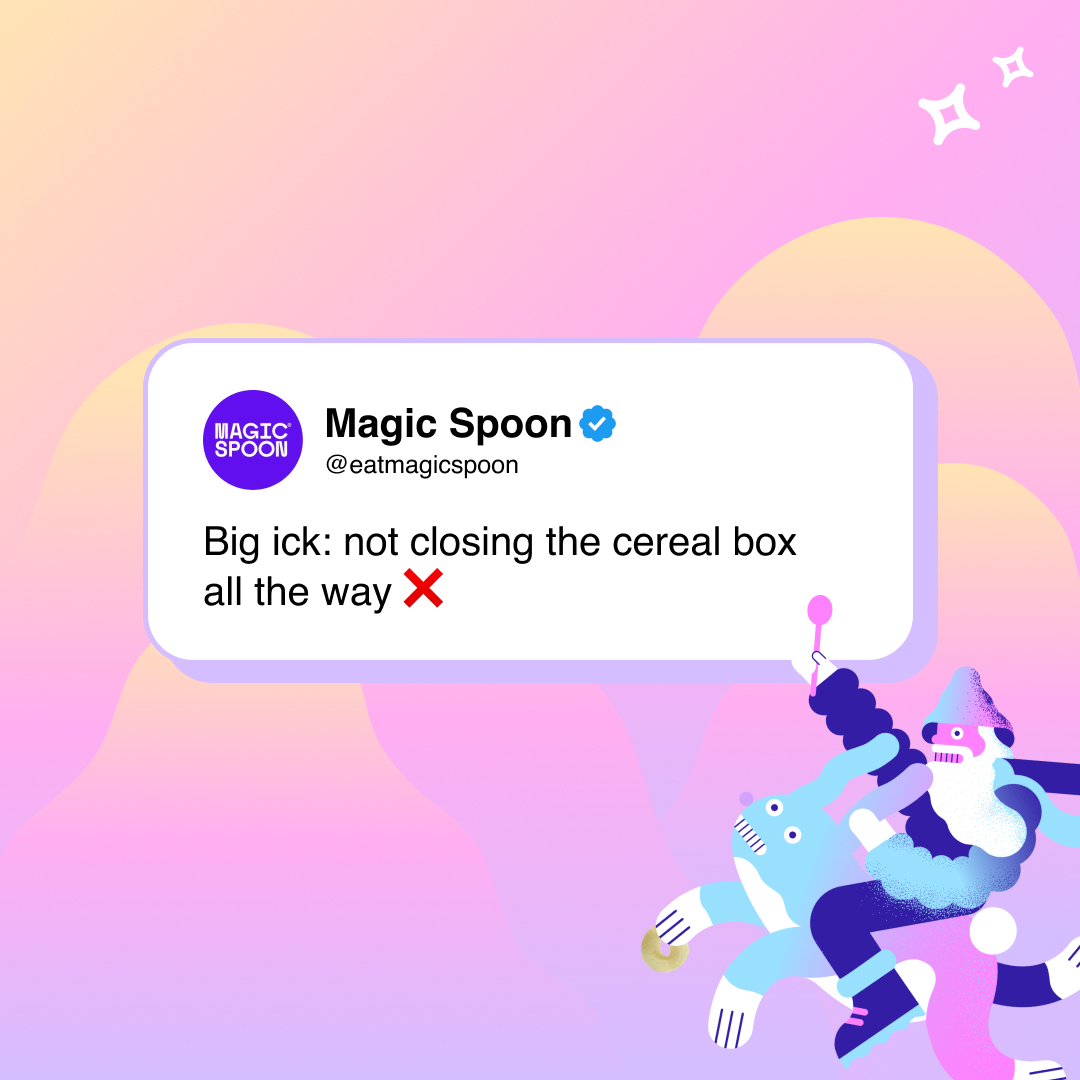 MAGIC
SPOON
Magic Spoon
@eatmagicspoon
Big ick: not closing the cereal box
all the way ❌